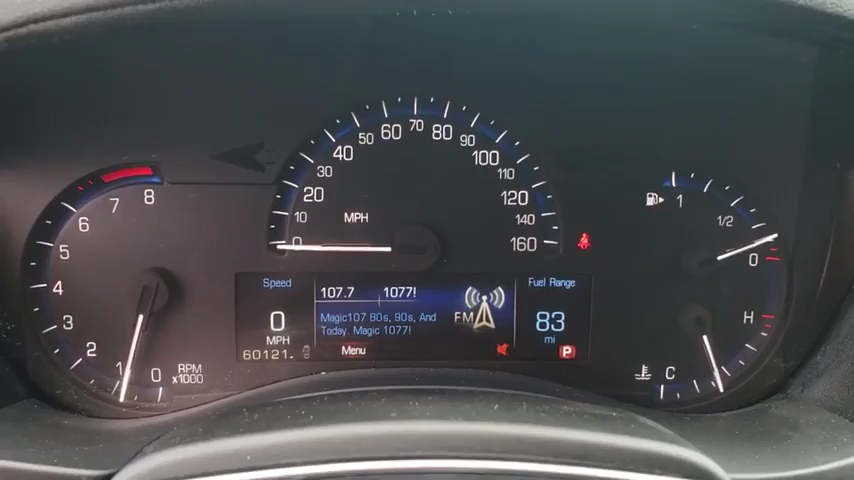 10
20
30
40
50
60
70
80
90
100
110
120
140
160
0
MPH
8
7
6
5
4
3
2
1
0
RPM
x1000
Speed
0
MPH
60121.
107.7 1077!
Magic107 80s, 90s, And
Today. Magic 1077!
FM
Menu
Fuel Range
83
mi
P
1
1/2
0
H
C